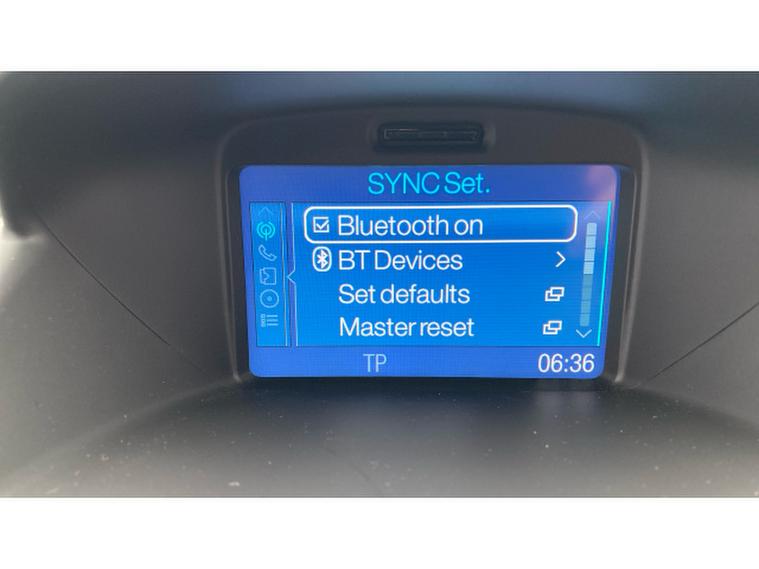 SYNC Set.
Bluetooth on
BT Devices
Set defaults
Master reset
TP 06:36